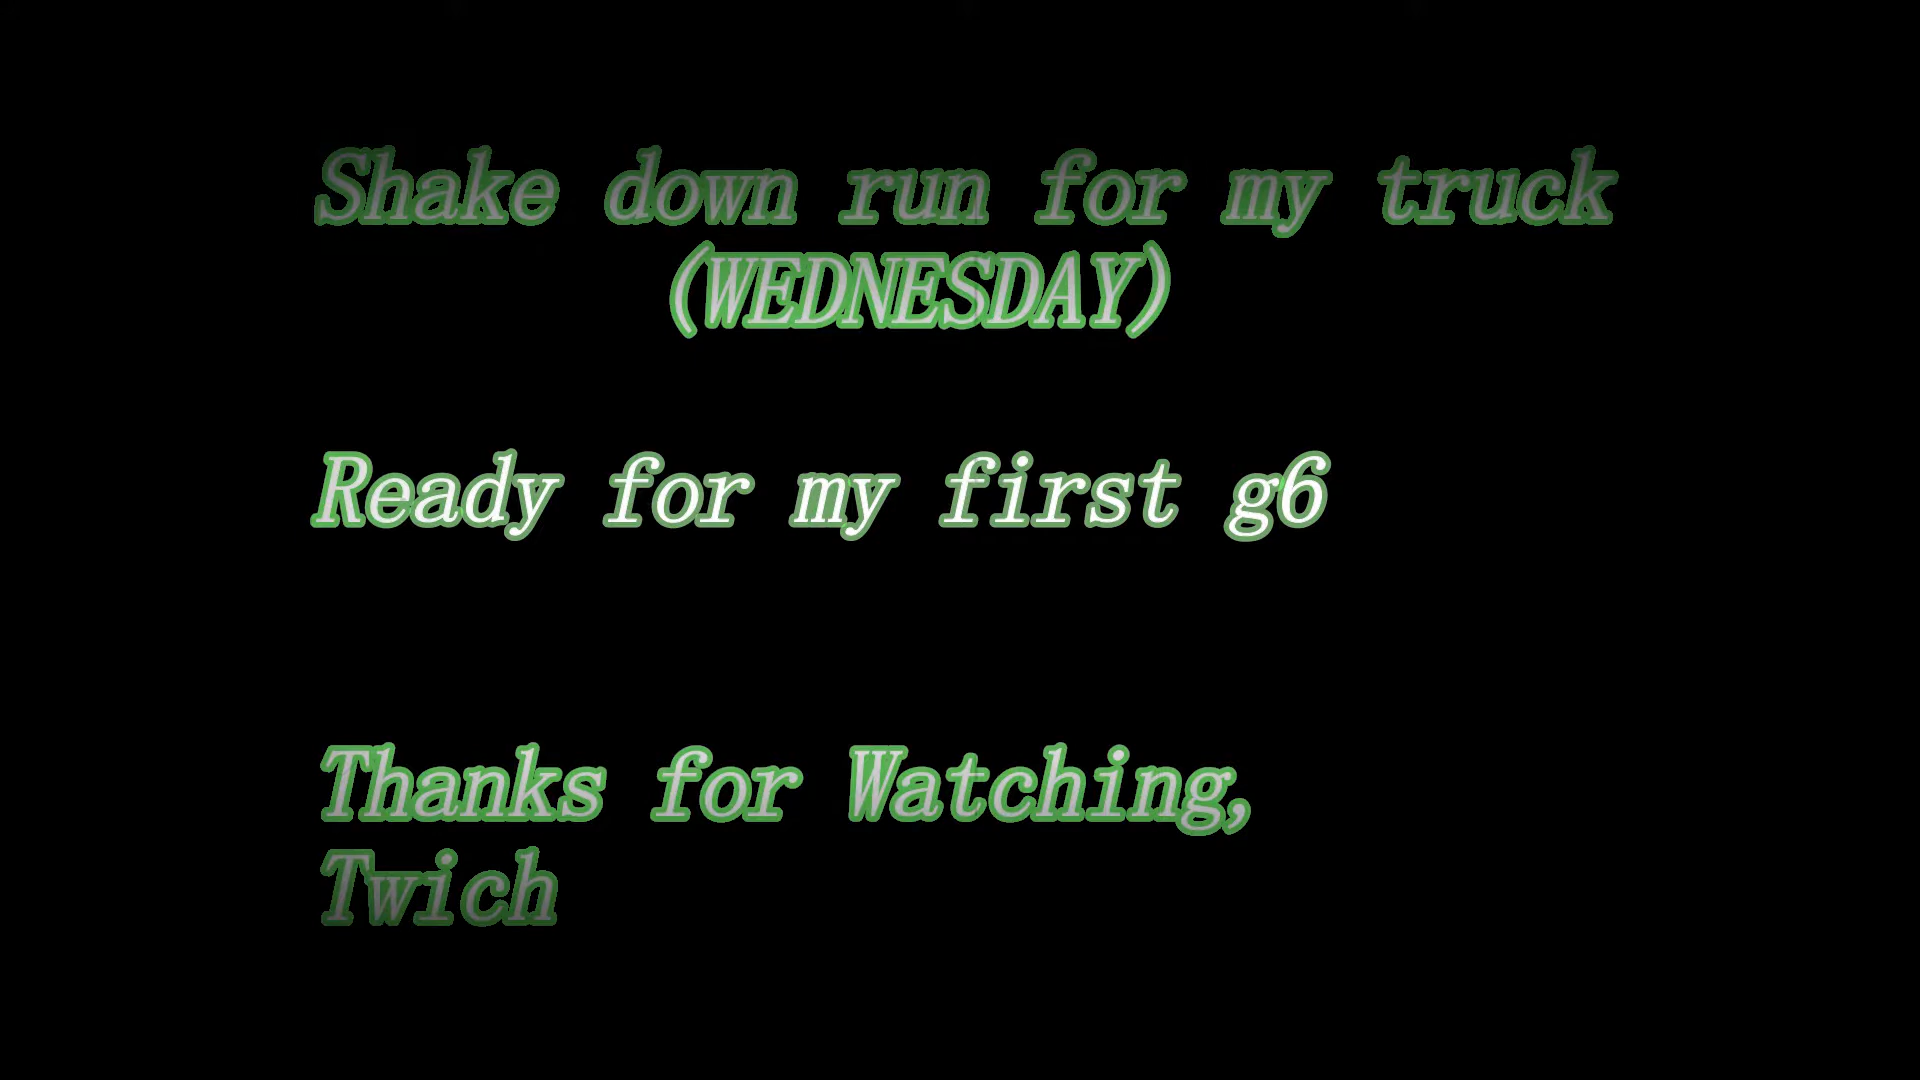 Shake down run for my truck
(WEDNESDAY)
Ready for my first g6
Thanks for Watching,
Twich